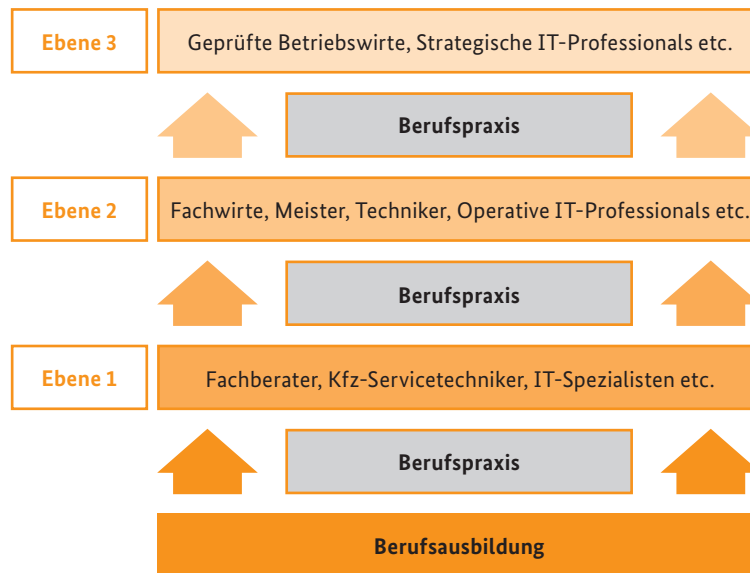 Ebene 3
Geprüfte Betriebswirte, Strategische IT-Professionals etc.
Berufspraxis
Ebene 2
Fachwirte, Meister, Techniker, Operative IT-Professionals etc.
Berufspraxis
Ebene 1
Fachberater, Kfz-Servicetechniker, IT-Spezialisten etc.
Berufspraxis
Berufsausbildung